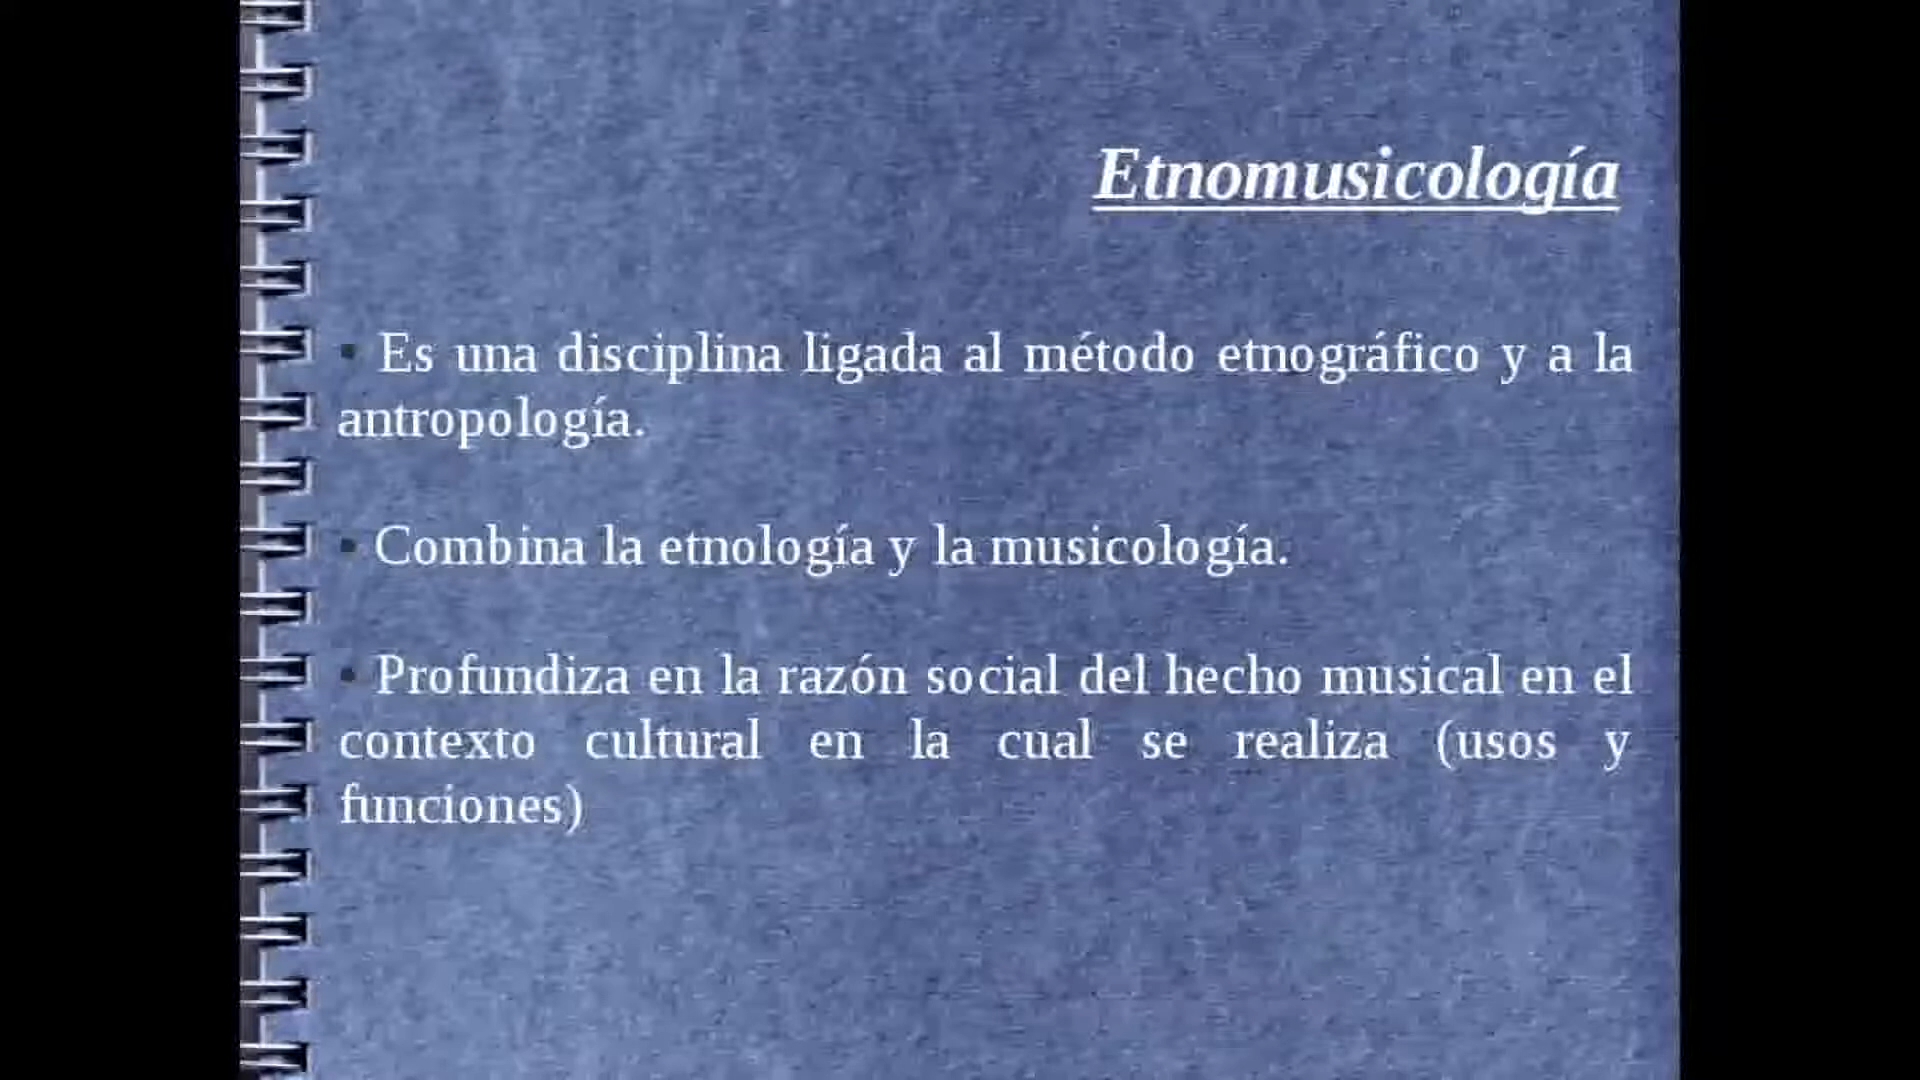 Etnomusicología
• Es una disciplina ligada al método etnográfico y a la
antropología.
• Combina la etnología y la musicología.
• Profundiza en la razón social del hecho musical en el
contexto cultural en la cual se realiza (usos y
funciones)